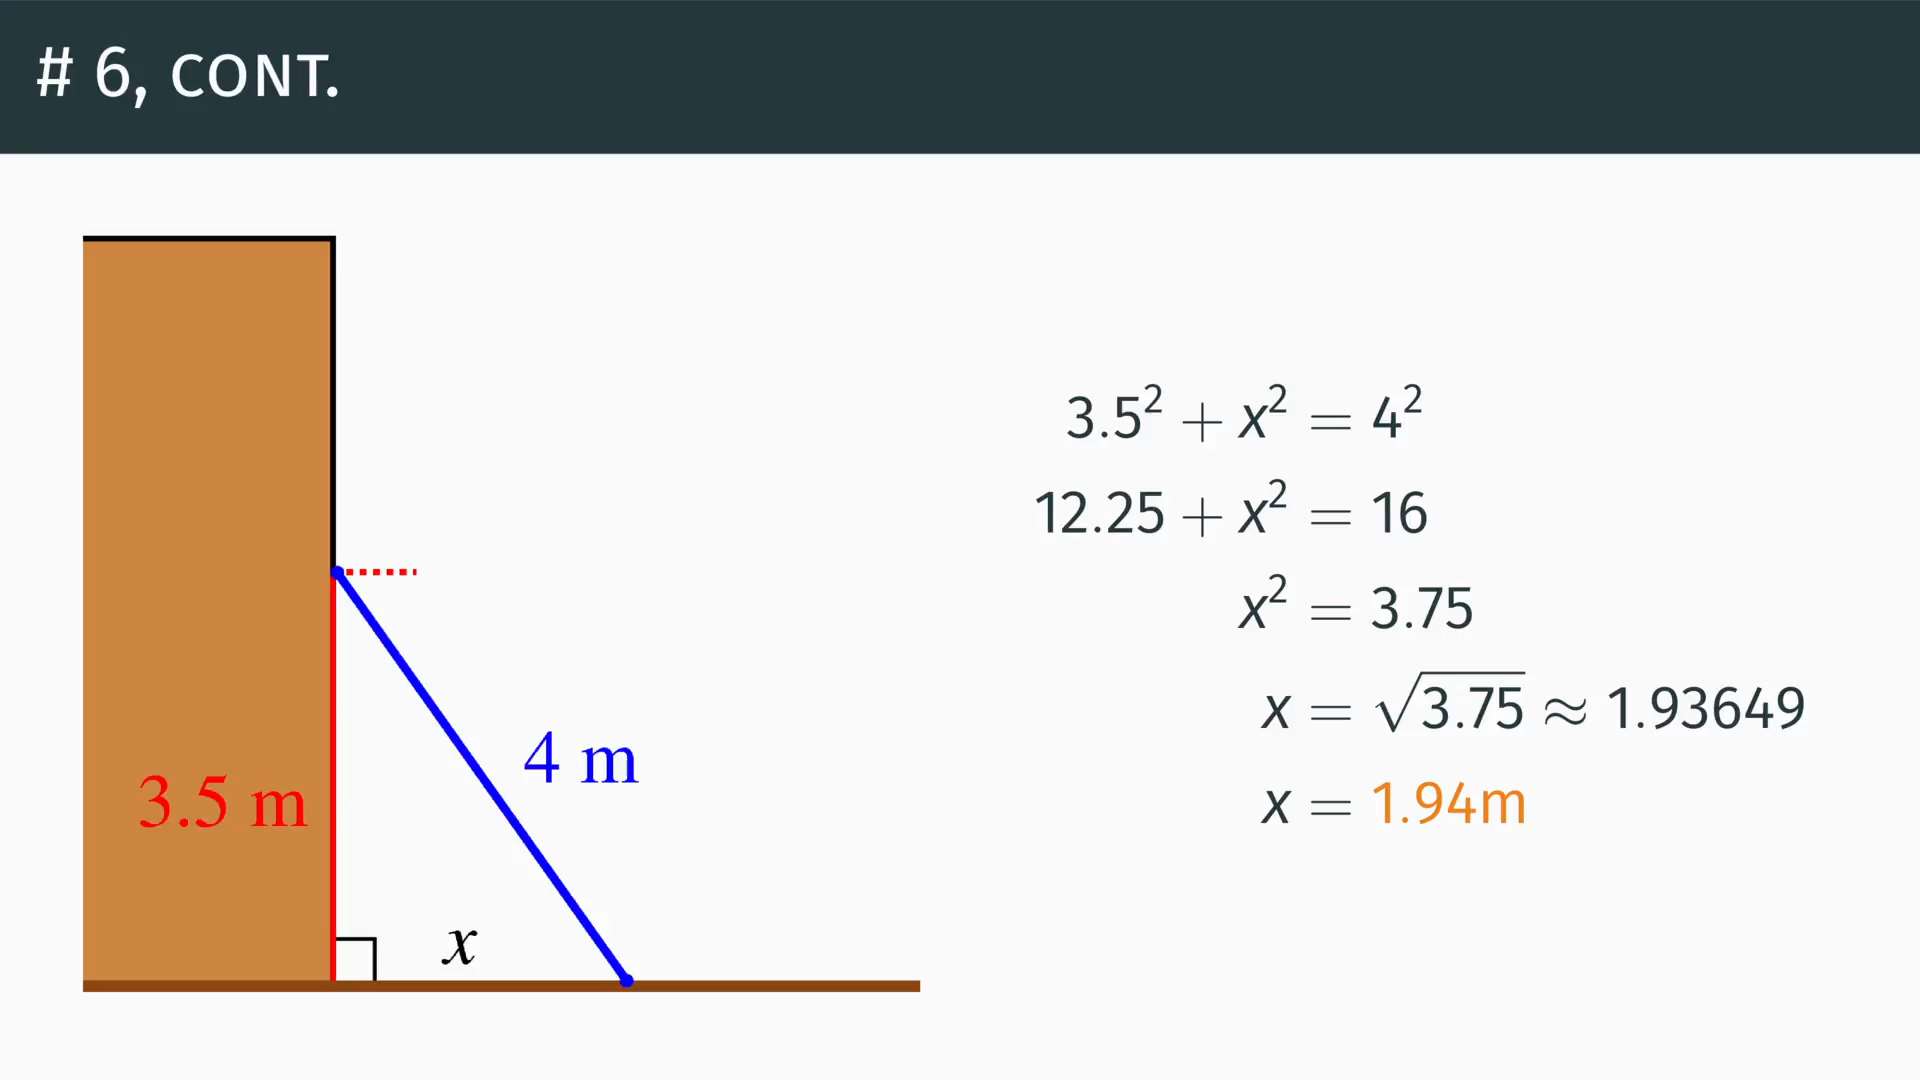 # 6, CONT.
3.5² + x² = 4²
12.25 + x² = 16
x² = 3.75
x = √3.75 ≈ 1.93649
x = 1.94m
4 m
3.5 m
x